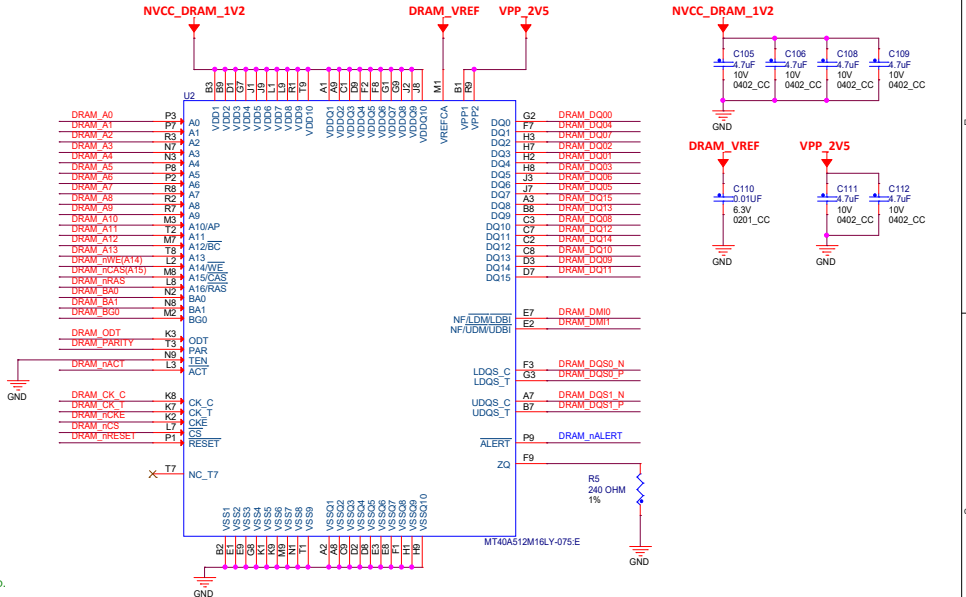 NVCC_DRAM_1V2
DRAM_VREF
VPP_2V5
NVCC_DRAM_1V2
C105
4.7uF
10V
0402_CC
C106
4.7uF
10V
0402_CC
C108
4.7uF
10V
0402_CC
C109
4.7uF
10V
0402_CC
GND
DRAM_VREF
VPP_2V5
C110
0.01UF
6.3V
0201_CC
C111
4.7uF
10V
0402_CC
C112
4.7uF
10V
0402_CC
GND
GND
U2
B3 B9 D1 G7 J1 J9 L1 L9 R1 T9 A1 A9 C1 D9 F2 F8 G1 G9 J2 J8 M1 B1 R9
VDD1 VDD2 VDD3 VDD4 VDD5 VDD6 VDD7 VDD8 VDD9 VDD10 VDDQ1 VDDQ2 VDDQ3 VDDQ4 VDDQ5 VDDQ6 VDDQ7 VDDQ8 VDDQ9 VDDQ10 VREFCA VPP1 VPP2
DRAM_A0 P3 A0
DRAM_A1 P7 A1
DRAM_A2 R3 A2
DRAM_A3 N7 A3
DRAM_A4 N3 A4
DRAM_A5 P8 A5
DRAM_A6 P2 A6
DRAM_A7 R8 A7
DRAM_A8 R2 A8
DRAM_A9 R7 A9
DRAM_A10 M3 A10/AP
DRAM_A11 T2 A11
DRAM_A12 M7 A12/BC
DRAM_A13 T8 A13
DRAM_nWE(A14) L2 A14/WE
DRAM_nCAS(A15) M8 A15/CAS
DRAM_nRAS L8 A16/RAS
DRAM_BA0 N2 BA0
DRAM_BA1 N8 BA1
DRAM_BG0 M2 BG0
DRAM_ODT K3 ODT
DRAM_PARITY T3 PAR
N9 TEN
DRAM_nACT L3 ACT
GND
DRAM_CK_C K8 CK_C
DRAM_CK_T K7 CK_T
DRAM_nCKE K2 CKE
DRAM_nCS L7 CS
DRAM_nRESET P1 RESET
T7 NC_T7
DQ0 G2 DRAM_DQ00
DQ1 F7 DRAM_DQ04
DQ2 H3 DRAM_DQ07
DQ3 H7 DRAM_DQ02
DQ4 H2 DRAM_DQ01
DQ5 H8 DRAM_DQ03
DQ6 J3 DRAM_DQ06
DQ7 J7 DRAM_DQ05
DQ8 A3 DRAM_DQ15
DQ9 B8 DRAM_DQ13
DQ10 C3 DRAM_DQ08
DQ11 C7 DRAM_DQ12
DQ12 C2 DRAM_DQ14
DQ13 C8 DRAM_DQ10
DQ14 D3 DRAM_DQ09
DQ15 D7 DRAM_DQ11
NF/LDM/LDBI E7 DRAM_DMI0
NF/UDM/UDBI E2 DRAM_DMI1
LDQS_C F3 DRAM_DQS0_N
LDQS_T G3 DRAM_DQS0_P
UDQS_C A7 DRAM_DQS1_N
UDQS_T B7 DRAM_DQS1_P
ALERT P9 DRAM_nALERT
ZQ F9
R5
240 OHM
1%
GND
VSS1 VSS2 VSS3 VSS4 VSS5 VSS6 VSS7 VSS8 VSS9 VSSQ1 VSSQ2 VSSQ3 VSSQ4 VSSQ5 VSSQ6 VSSQ7 VSSQ8 VSSQ9 VSSQ10
B2 E1 E9 G8 K1 K9 M9 N1 T1 A2 A8 C9 D2 D8 E3 E8 F1 H1 H9
MT40A512M16LY-075:E
GND